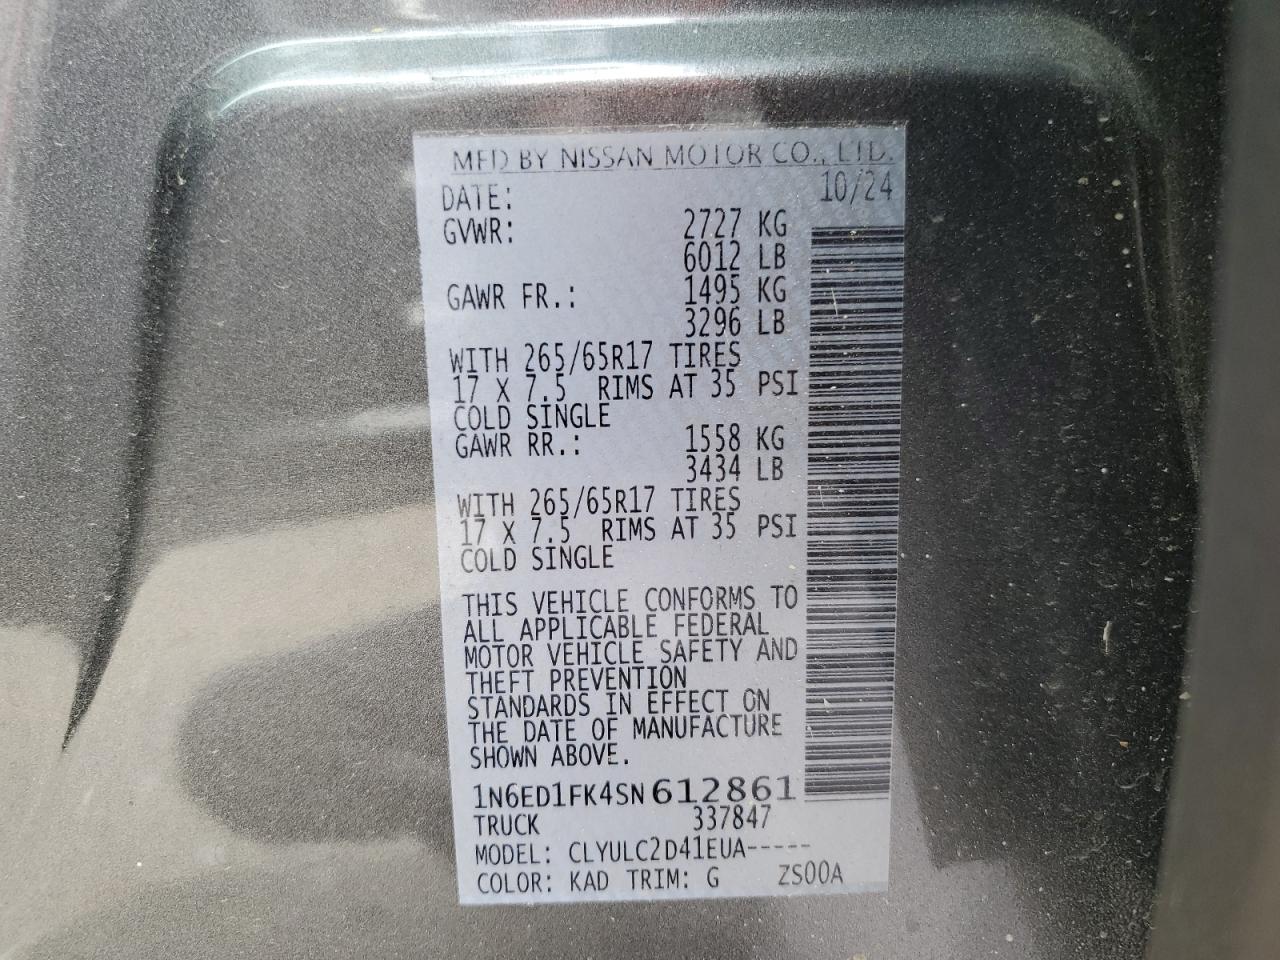 MFD BY NISSAN MOTOR CO., LTD.
DATE: 10/24
GVWR: 2727 KG
6012 LB
GAWR FR.: 1495 KG
3296 LB
WITH 265/65R17 TIRES
17 X 7.5 RIMS AT 35 PSI
COLD SINGLE
GAWR RR.: 1558 KG
3434 LB
WITH 265/65R17 TIRES
17 X 7.5 RIMS AT 35 PSI
COLD SINGLE
THIS VEHICLE CONFORMS TO
ALL APPLICABLE FEDERAL
MOTOR VEHICLE SAFETY AND
THEFT PREVENTION
STANDARDS IN EFFECT ON
THE DATE OF MANUFACTURE
SHOWN ABOVE.
1N6ED1FK4SN612861
TRUCK 337847
MODEL: CLYULC2D41EUA-----
COLOR: KAD TRIM: G ZS00A